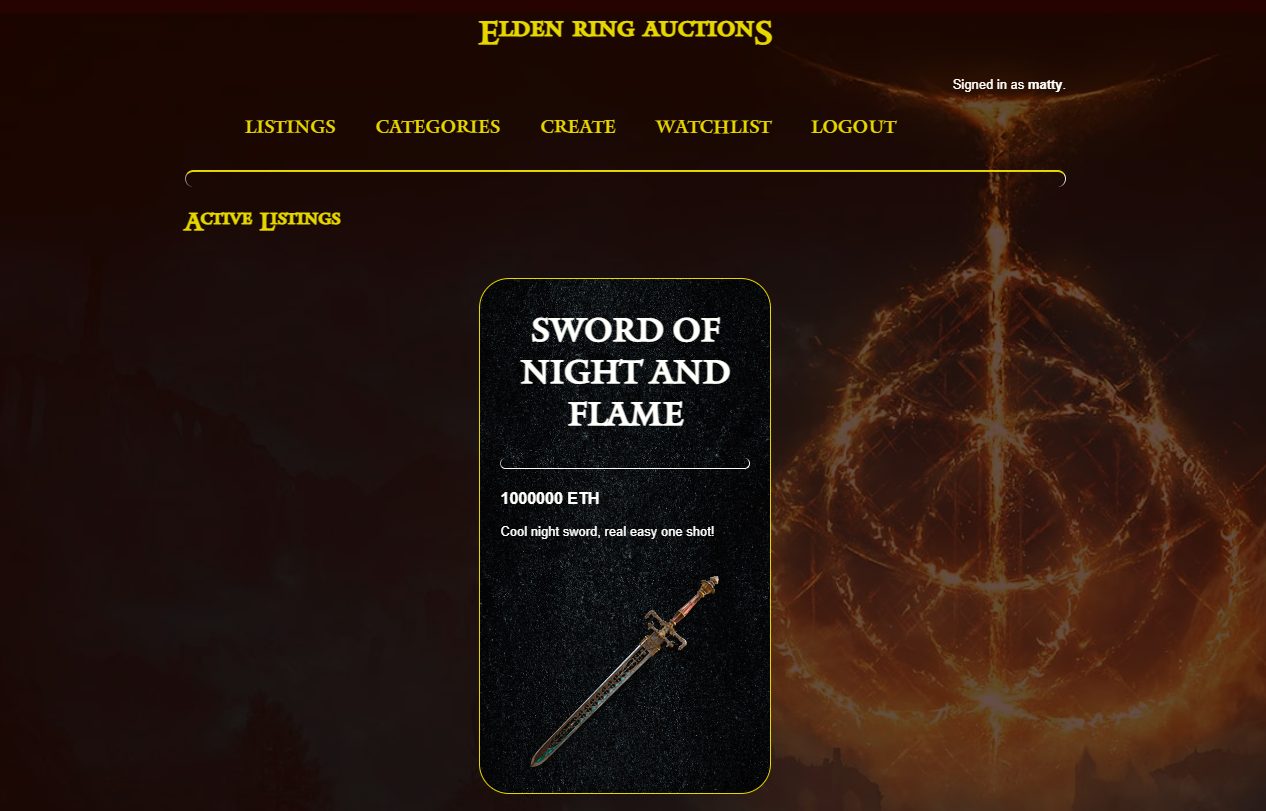 Elden ring auctionS
Signed in as matty.
LISTINGS CATEGORIES CREATE WATCHLIST LOGOUT
Active Listings
SWORD OF
NIGHT AND
FLAME
1000000 ETH
Cool night sword, real easy one shot!